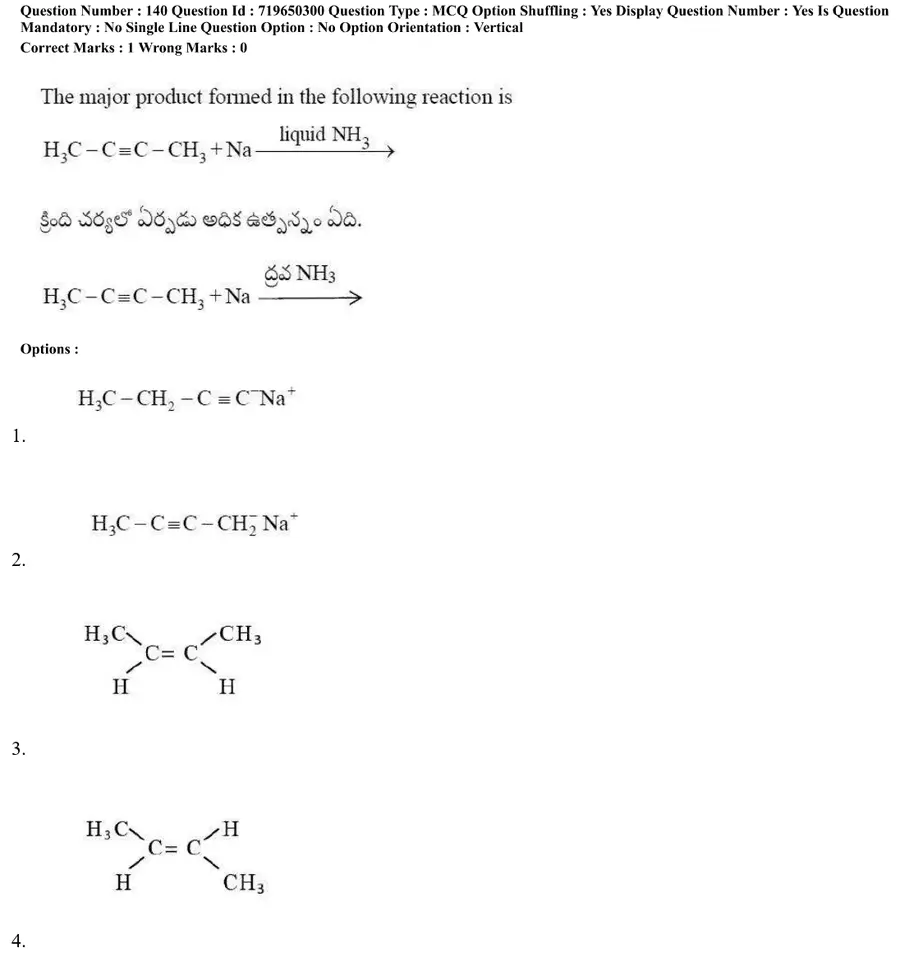 Question Number : 140 Question Id : 719650300 Question Type : MCQ Option Shuffling : Yes Display Question Number : Yes Is Question
Mandatory : No Single Line Question Option : No Option Orientation : Vertical
Correct Marks : 1 Wrong Marks : 0
The major product formed in the following reaction is
H₃C – C ≡ C – CH₃ + Na liquid NH₃ →
క్రింది చర్యలో ఏర్పడు అధిక ఉత్పన్నం ఏది.
H₃C – C ≡ C – CH₃ + Na ద్రవ NH3 →
Options :
H₃C – CH₂ – C ≡ C⁻Na⁺
1.
H₃C – C ≡ C – CH₂⁻ Na⁺
2.
H₃C CH₃
C = C
H H
3.
H₃C H
C = C
H CH₃
4.